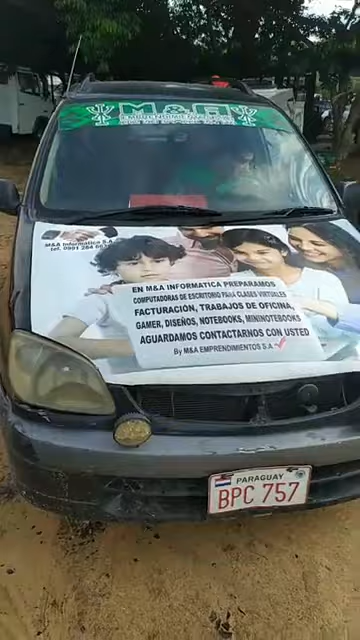 M&E
M&A Informatica S.A
EN M&A INFORMATICA PREPARAMOS
COMPUTADORAS DE ESCRITORIO PARA CLASES VIRTUALES
FACTURACIÓN, TRABAJOS DE OFICINA,
GAMER, DISEÑOS, NOTEBOOKS, MININOTEBOOKS
AGUARDAMOS CONTACTARNOS CON USTED
By M&A EMPRENDIMIENTOS S.A
PARAGUAY
BPC 757